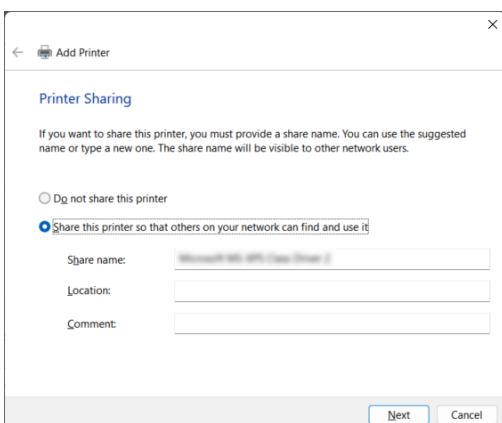 Add Printer
Printer Sharing
If you want to share this printer, you must provide a share name. You can use the suggested
name or type a new one. The share name will be visible to other network users.
Do not share this printer
Share this printer so that others on your network can find and use it
Share name:
Location:
Comment:
Next Cancel